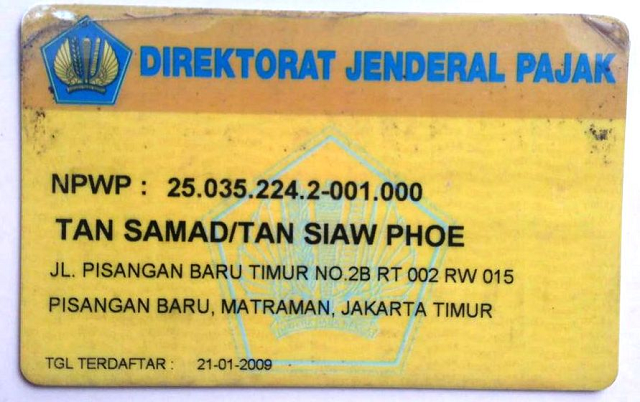 DIREKTORAT JENDERAL PAJAK
NPWP : 25.035.224.2-001.000
TAN SAMAD/TAN SIAW PHOE
JL. PISANGAN BARU TIMUR NO.2B RT 002 RW 015
PISANGAN BARU, MATRAMAN, JAKARTA TIMUR
TGL TERDAFTAR : 21-01-2009